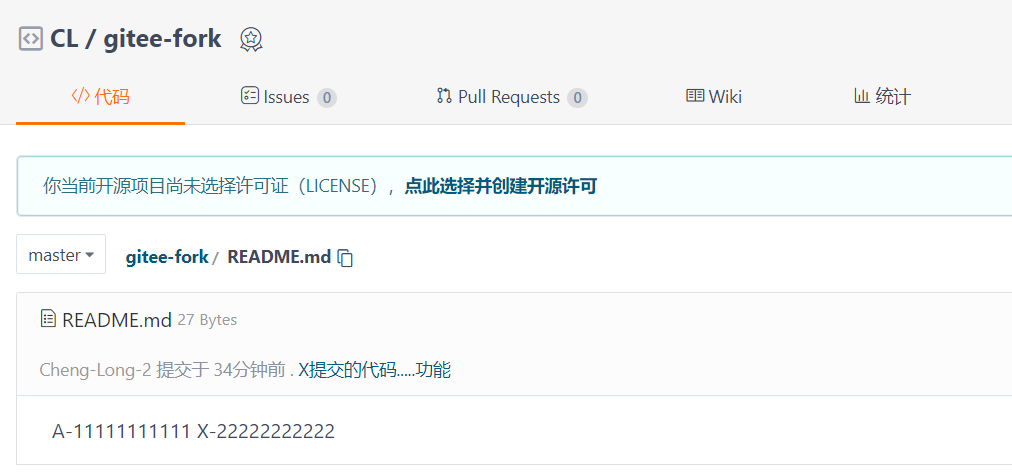 CL / gitee-fork
代码 Issues 0 Pull Requests 0 Wiki 统计
你当前开源项目尚未选择许可证（LICENSE），点此选择并创建开源许可
master gitee-fork / README.md
README.md 27 Bytes
Cheng-Long-2 提交于 34分钟前 . X提交的代码.....功能
A-11111111111 X-22222222222